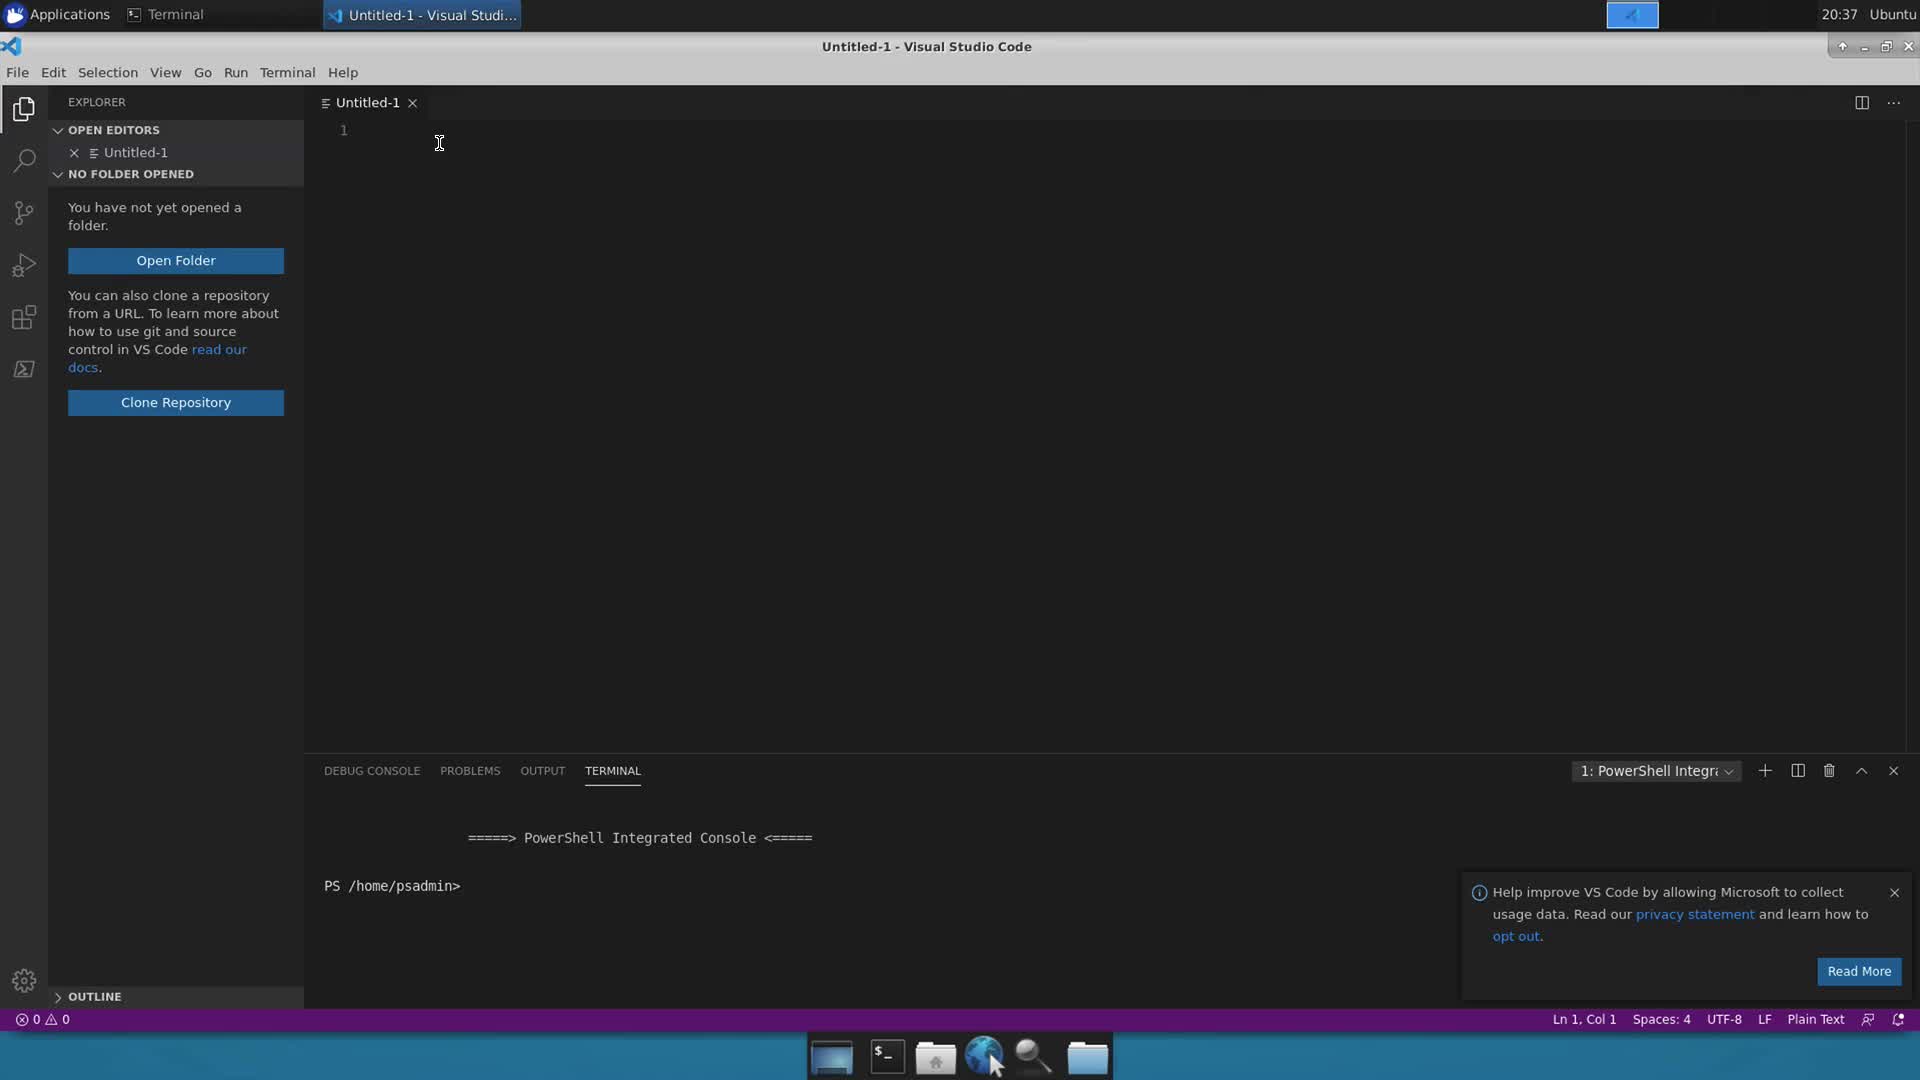 Applications
Terminal
Untitled-1 - Visual Studi...
20:37
Ubuntu
Untitled-1 - Visual Studio Code
File Edit Selection View Go Run Terminal Help
EXPLORER
OPEN EDITORS
Untitled-1
NO FOLDER OPENED
You have not yet opened a
folder.
Open Folder
You can also clone a repository
from a URL. To learn more about
how to use git and source
control in VS Code read our
docs.
Clone Repository
OUTLINE
Untitled-1
1
DEBUG CONSOLE PROBLEMS OUTPUT TERMINAL
1: PowerShell Integra
=====> PowerShell Integrated Console <=====
PS /home/psadmin>
Help improve VS Code by allowing Microsoft to collect
usage data. Read our privacy statement and learn how to
opt out.
Read More
0 0
Ln 1, Col 1 Spaces: 4 UTF-8 LF Plain Text
$_